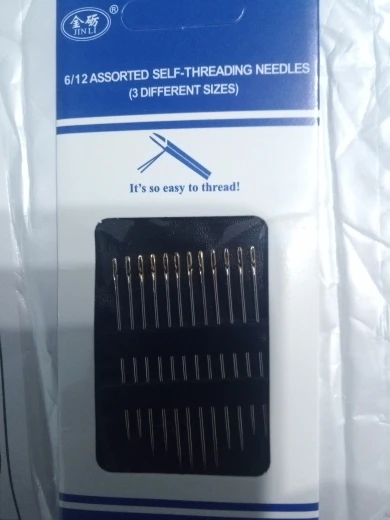 金砺 ®
JINLI
6/12 ASSORTED SELF-THREADING NEEDLES
(3 DIFFERENT SIZES)
It's so easy to thread!